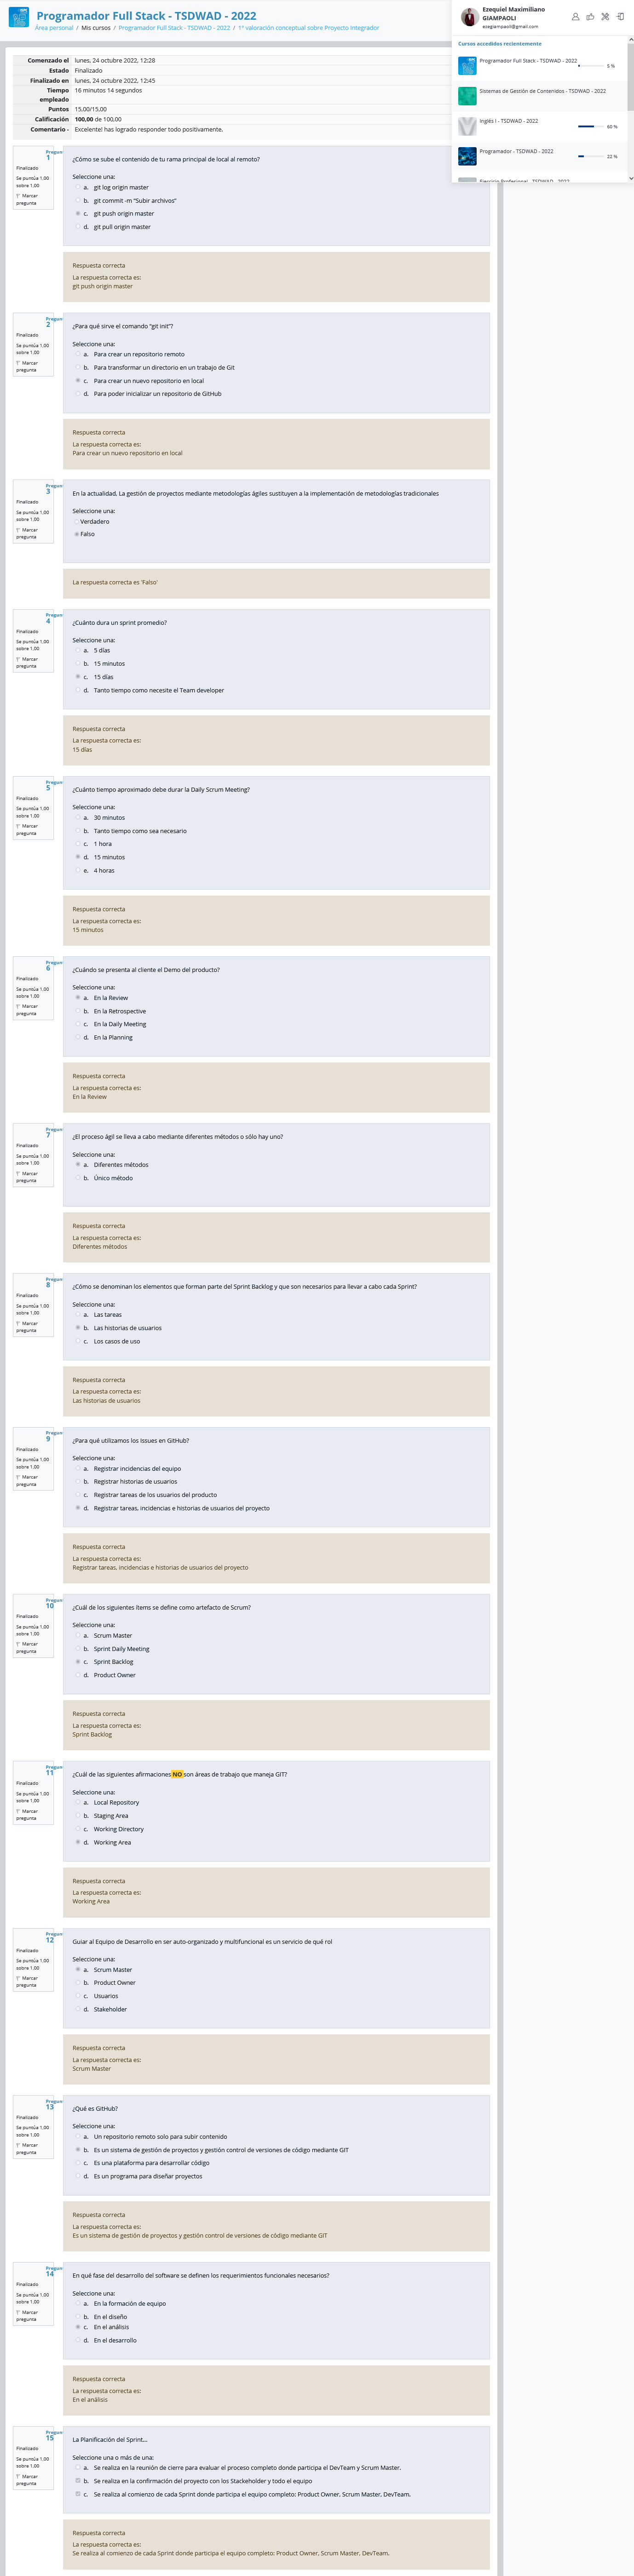 Programador Full Stack - TSDWAD - 2022
Área personal / Mis cursos / Programador Full Stack - TSDWAD - 2022 / 1º valoración conceptual sobre Proyecto Integrador
Ezequiel Maximiliano
GIAMPAOLI
ezegiampaoli@gmail.com
Cursos accedidos recientemente
Programador Full Stack - TSDWAD - 2022
5 %
Sistemas de Gestión de Contenidos - TSDWAD - 2022
Inglés I - TSDWAD - 2022
60 %
Programador - TSDWAD - 2022
22 %
Ejercicio Profesional - TSDWAD - 2022
Comenzado el lunes, 24 octubre 2022, 12:28
Estado Finalizado
Finalizado en lunes, 24 octubre 2022, 12:45
Tiempo 16 minutos 14 segundos
empleado
Puntos 15,00/15,00
Calificación 100,00 de 100,00
Comentario - Excelente! has logrado responder todo positivamente.
Pregun
1
Finalizado
Se puntúa 1,00
sobre 1,00
Marcar
pregunta
¿Cómo se sube el contenido de tu rama principal de local al remoto?
Seleccione una:
a. git log origin master
b. git commit -m "Subir archivos"
c. git push origin master
d. git pull origin master
Respuesta correcta
La respuesta correcta es:
git push origin master
Pregun
2
Finalizado
Se puntúa 1,00
sobre 1,00
Marcar
pregunta
¿Para qué sirve el comando "git init"?
Seleccione una:
a. Para crear un repositorio remoto
b. Para transformar un directorio en un trabajo de Git
c. Para crear un nuevo repositorio en local
d. Para poder inicializar un repositorio de GitHub
Respuesta correcta
La respuesta correcta es:
Para crear un nuevo repositorio en local
Pregun
3
Finalizado
Se puntúa 1,00
sobre 1,00
Marcar
pregunta
En la actualidad, La gestión de proyectos mediante metodologías ágiles sustituyen a la implementación de metodologías tradicionales
Seleccione una:
Verdadero
Falso
La respuesta correcta es 'Falso'
Pregun
4
Finalizado
Se puntúa 1,00
sobre 1,00
Marcar
pregunta
¿Cuánto dura un sprint promedio?
Seleccione una:
a. 5 días
b. 15 minutos
c. 15 días
d. Tanto tiempo como necesite el Team developer
Respuesta correcta
La respuesta correcta es:
15 días
Pregun
5
Finalizado
Se puntúa 1,00
sobre 1,00
Marcar
pregunta
¿Cuánto tiempo aproximado debe durar la Daily Scrum Meeting?
Seleccione una:
a. 30 minutos
b. Tanto tiempo como sea necesario
c. 1 hora
d. 15 minutos
e. 4 horas
Respuesta correcta
La respuesta correcta es:
15 minutos
Pregun
6
Finalizado
Se puntúa 1,00
sobre 1,00
Marcar
pregunta
¿Cuándo se presenta al cliente el Demo del producto?
Seleccione una:
a. En la Review
b. En la Retrospective
c. En la Daily Meeting
d. En la Planning
Respuesta correcta
La respuesta correcta es:
En la Review
Pregun
7
Finalizado
Se puntúa 1,00
sobre 1,00
Marcar
pregunta
¿El proceso ágil se lleva a cabo mediante diferentes métodos o sólo hay uno?
Seleccione una:
a. Diferentes métodos
b. Único método
Respuesta correcta
La respuesta correcta es:
Diferentes métodos
Pregun
8
Finalizado
Se puntúa 1,00
sobre 1,00
Marcar
pregunta
¿Cómo se denominan los elementos que forman parte del Sprint Backlog y que son necesarios para llevar a cabo cada Sprint?
Seleccione una:
a. Las tareas
b. Las historias de usuarios
c. Los casos de uso
Respuesta correcta
La respuesta correcta es:
Las historias de usuarios
Pregun
9
Finalizado
Se puntúa 1,00
sobre 1,00
Marcar
pregunta
¿Para qué utilizamos los Issues en GitHub?
Seleccione una:
a. Registrar incidencias del equipo
b. Registrar historias de usuarios
c. Registrar tareas de los usuarios del producto
d. Registrar tareas, incidencias e historias de usuarios del proyecto
Respuesta correcta
La respuesta correcta es:
Registrar tareas, incidencias e historias de usuarios del proyecto
Pregun
10
Finalizado
Se puntúa 1,00
sobre 1,00
Marcar
pregunta
¿Cuál de los siguientes ítems se define como artefacto de Scrum?
Seleccione una:
a. Scrum Master
b. Sprint Daily Meeting
c. Sprint Backlog
d. Product Owner
Respuesta correcta
La respuesta correcta es:
Sprint Backlog
Pregun
11
Finalizado
Se puntúa 1,00
sobre 1,00
Marcar
pregunta
¿Cuál de las siguientes afirmaciones NO son áreas de trabajo que maneja GIT?
Seleccione una:
a. Local Repository
b. Staging Area
c. Working Directory
d. Working Area
Respuesta correcta
La respuesta correcta es:
Working Area
Pregun
12
Finalizado
Se puntúa 1,00
sobre 1,00
Marcar
pregunta
Guiar al Equipo de Desarrollo en ser auto-organizado y multifuncional es un servicio de qué rol
Seleccione una:
a. Scrum Master
b. Product Owner
c. Usuarios
d. Stakeholder
Respuesta correcta
La respuesta correcta es:
Scrum Master
Pregun
13
Finalizado
Se puntúa 1,00
sobre 1,00
Marcar
pregunta
¿Qué es GitHub?
Seleccione una:
a. Un repositorio remoto solo para subir contenido
b. Es un sistema de gestión de proyectos y gestión control de versiones de código mediante GIT
c. Es una plataforma para desarrollar código
d. Es un programa para diseñar proyectos
Respuesta correcta
La respuesta correcta es:
Es un sistema de gestión de proyectos y gestión control de versiones de código mediante GIT
Pregun
14
Finalizado
Se puntúa 1,00
sobre 1,00
Marcar
pregunta
En qué fase del desarrollo del software se definen los requerimientos funcionales necesarios?
Seleccione una:
a. En la formación de equipo
b. En el diseño
c. En el análisis
d. En el desarrollo
Respuesta correcta
La respuesta correcta es:
En el análisis
Pregun
15
Finalizado
Se puntúa 1,00
sobre 1,00
Marcar
pregunta
La Planificación del Sprint...
Seleccione una o más de una:
a. Se realiza en la reunión de cierre para evaluar el proceso completo donde participa el DevTeam y Scrum Master.
b. Se realiza en la confirmación del proyecto con los Stackeholder y todo el equipo
c. Se realiza al comienzo de cada Sprint donde participa el equipo completo: Product Owner, Scrum Master, DevTeam.
Respuesta correcta
La respuesta correcta es:
Se realiza al comienzo de cada Sprint donde participa el equipo completo: Product Owner, Scrum Master, DevTeam.